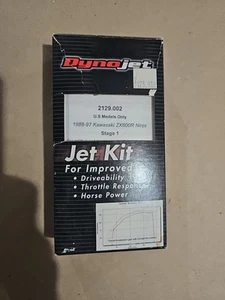 Dynojet
2129.002
U.S Models Only
1988-97 Kawasaki ZX600R Ninja
Stage 1
Jet Kit
For Improved
• Driveability
• Throttle Response
• Horse Power